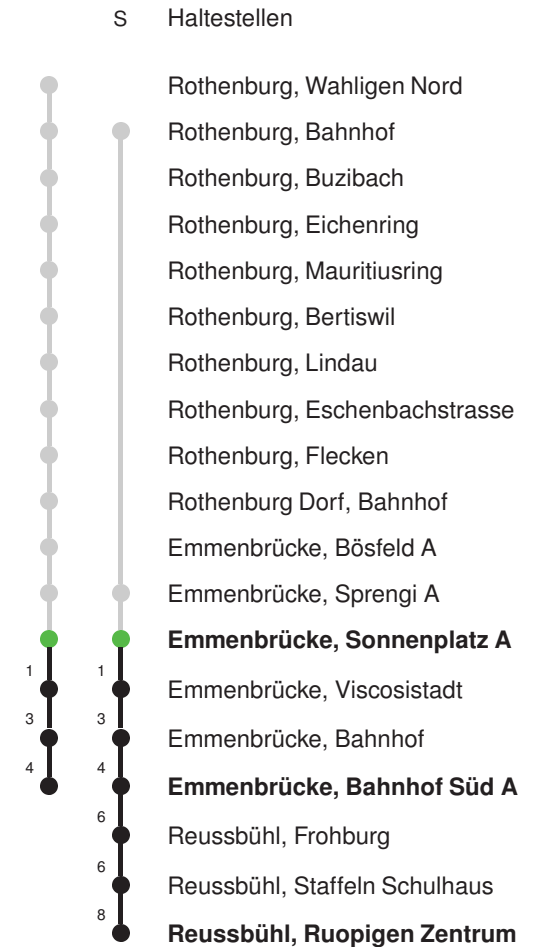 S Haltestellen
Rothenburg, Wahligen Nord
Rothenburg, Bahnhof
Rothenburg, Buzibach
Rothenburg, Eichenring
Rothenburg, Mauritiusring
Rothenburg, Bertiswil
Rothenburg, Lindau
Rothenburg, Eschenbachstrasse
Rothenburg, Flecken
Rothenburg Dorf, Bahnhof
Emmenbrücke, Bösfeld A
Emmenbrücke, Sprengi A
Emmenbrücke, Sonnenplatz A
1 1 Emmenbrücke, Viscosistadt
3 3 Emmenbrücke, Bahnhof
4 4 Emmenbrücke, Bahnhof Süd A
6 Reussbühl, Frohburg
6 Reussbühl, Staffeln Schulhaus
8 Reussbühl, Ruopigen Zentrum